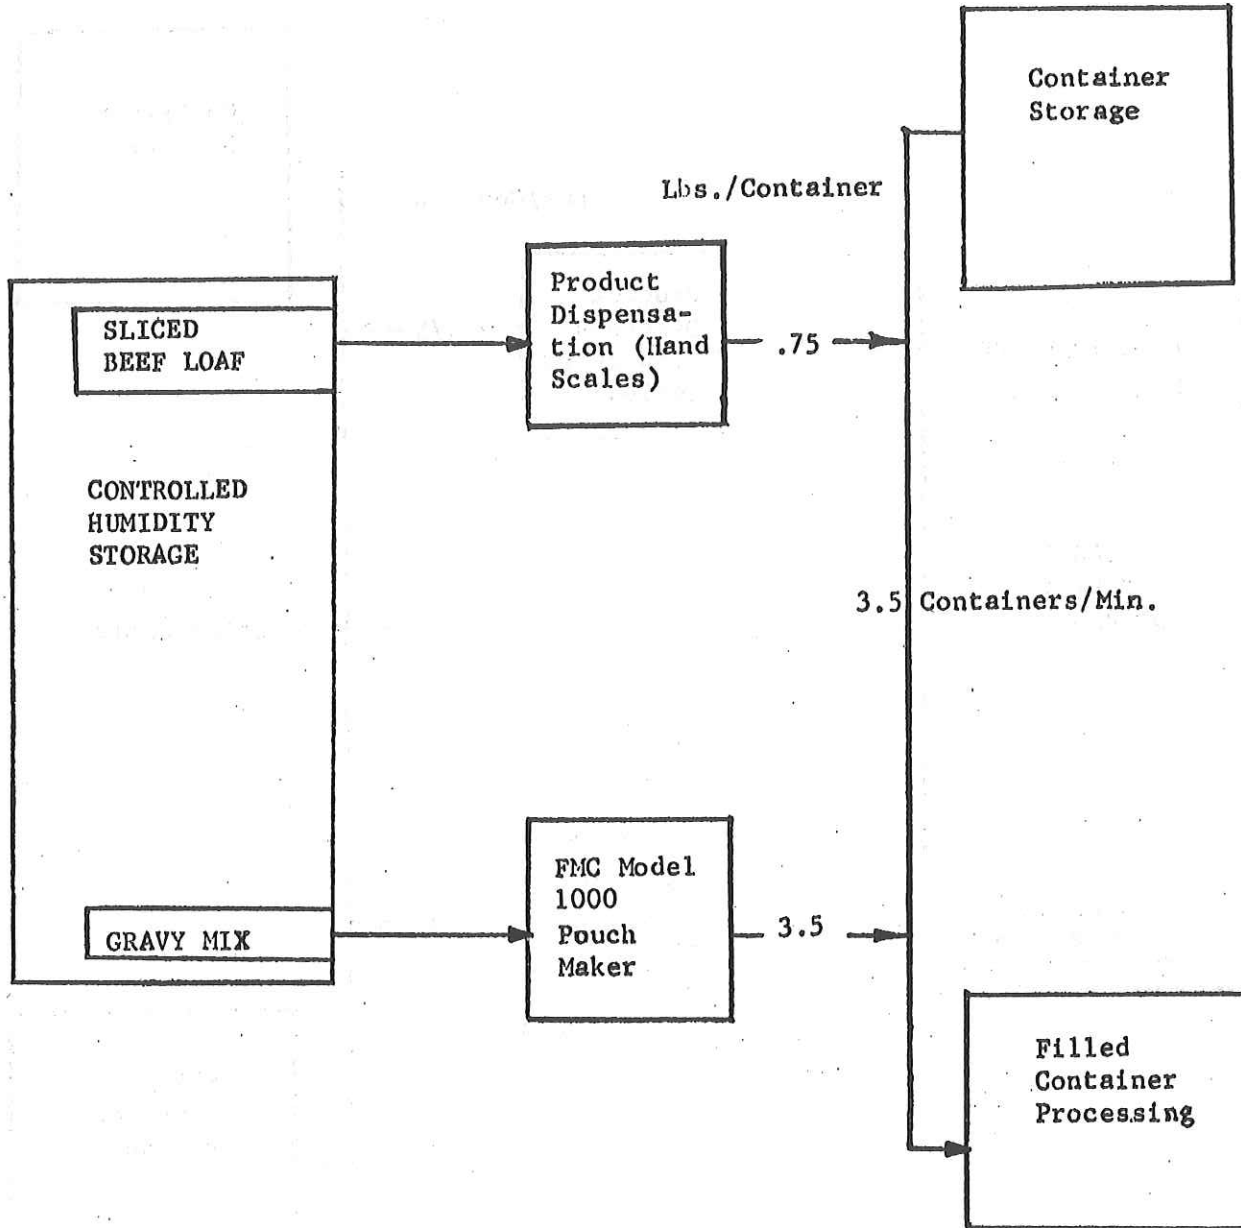 Container
Storage
Lbs./Container
Product
Dispensa-
tion (Hand
Scales)
.75
SLICED
BEEF LOAF
CONTROLLED
HUMIDITY
STORAGE
3.5 Containers/Min.
FMC Model
1000
Pouch
Maker
3.5
GRAVY MIX
Filled
Container
Processing